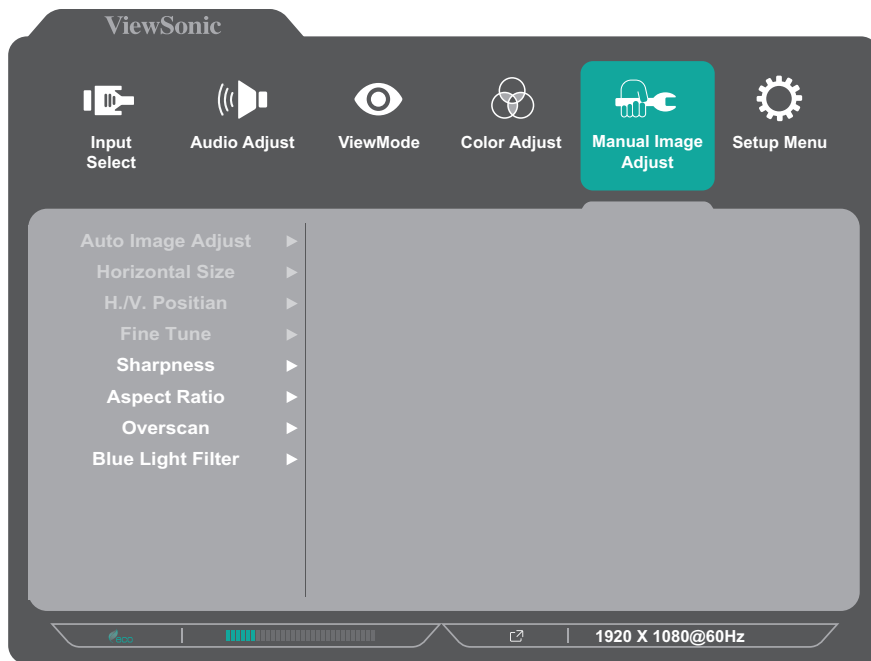 ViewSonic
Input
Select
Audio Adjust
ViewMode
Color Adjust
Manual Image
Adjust
Setup Menu
Auto Image Adjust
Horizontal Size
H./V. Positian
Fine Tune
Sharpness
Aspect Ratio
Overscan
Blue Light Filter
eco
1920 X 1080@60Hz